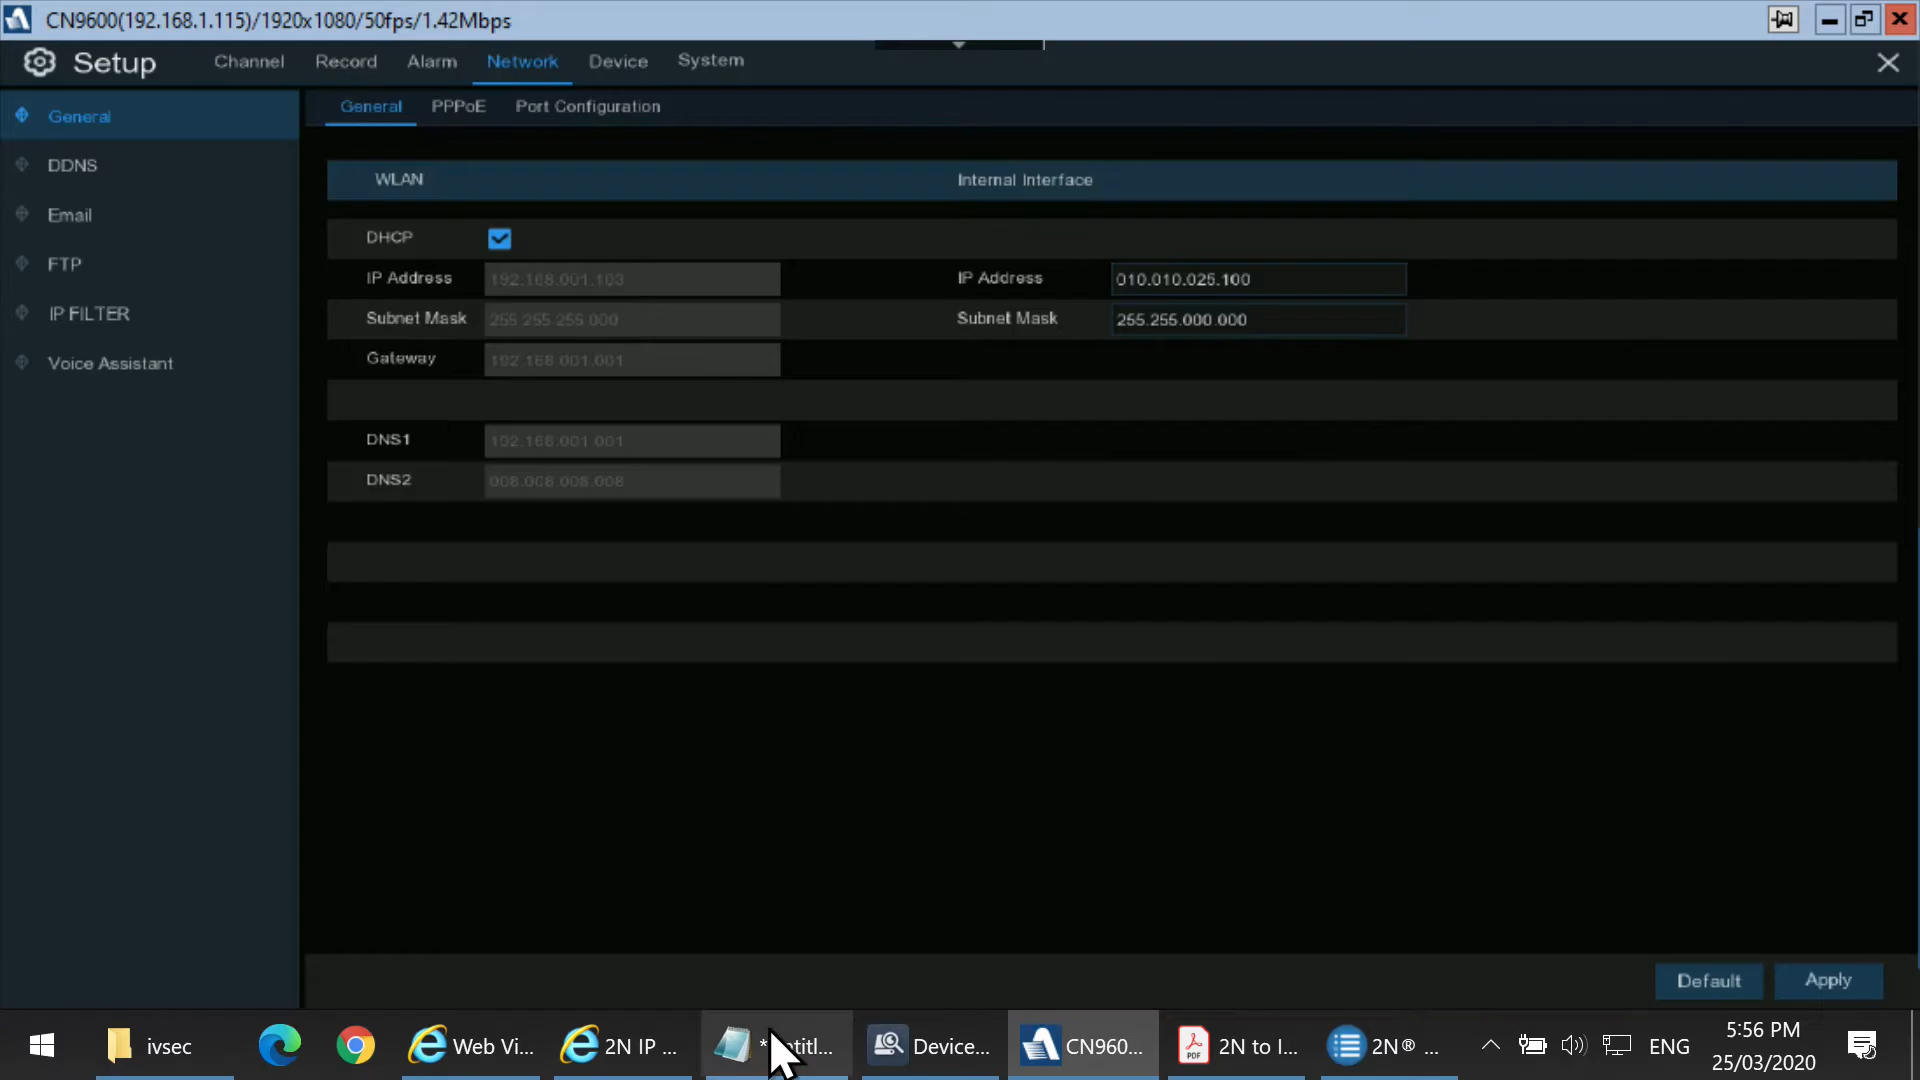 CN9600(192.168.1.115)/1920x1080/50fps/1.42Mbps
Setup Channel Record Alarm Network Device System
General PPPoE Port Configuration
General
DDNS
Email
FTP
IP FILTER
Voice Assistant
WLAN Internal Interface
DHCP
IP Address 192.168.001.103 IP Address 010.010.025.100
Subnet Mask 255.255.255.000 Subnet Mask 255.255.000.000
Gateway 192.168.001.001
DNS1 192.168.001.001
DNS2 008.008.008.008
Default Apply
ivsec Web Vi... 2N IP ... Device... CN960... 2N to I... 2N® ... ENG 5:56 PM
25/03/2020